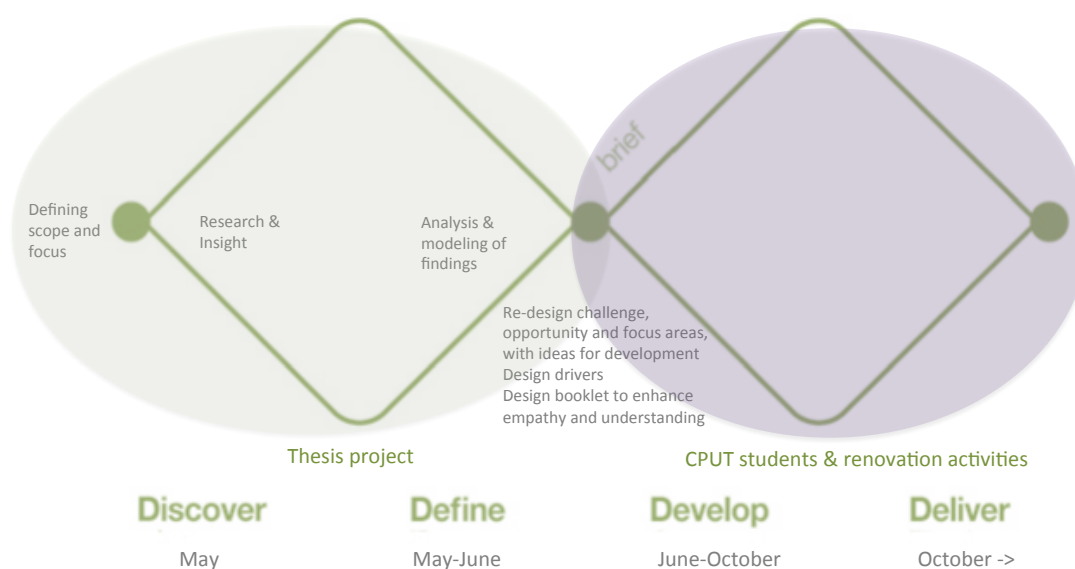 brief
Defining
scope and
focus
Research &
Insight
Analysis &
modeling of
findings
Re-design challenge,
opportunity and focus areas,
with ideas for development
Design drivers
Design booklet to enhance
empathy and understanding
Thesis project
CPUT students & renovation activities
Discover
Define
Develop
Deliver
May
May-June
June-October
October ->